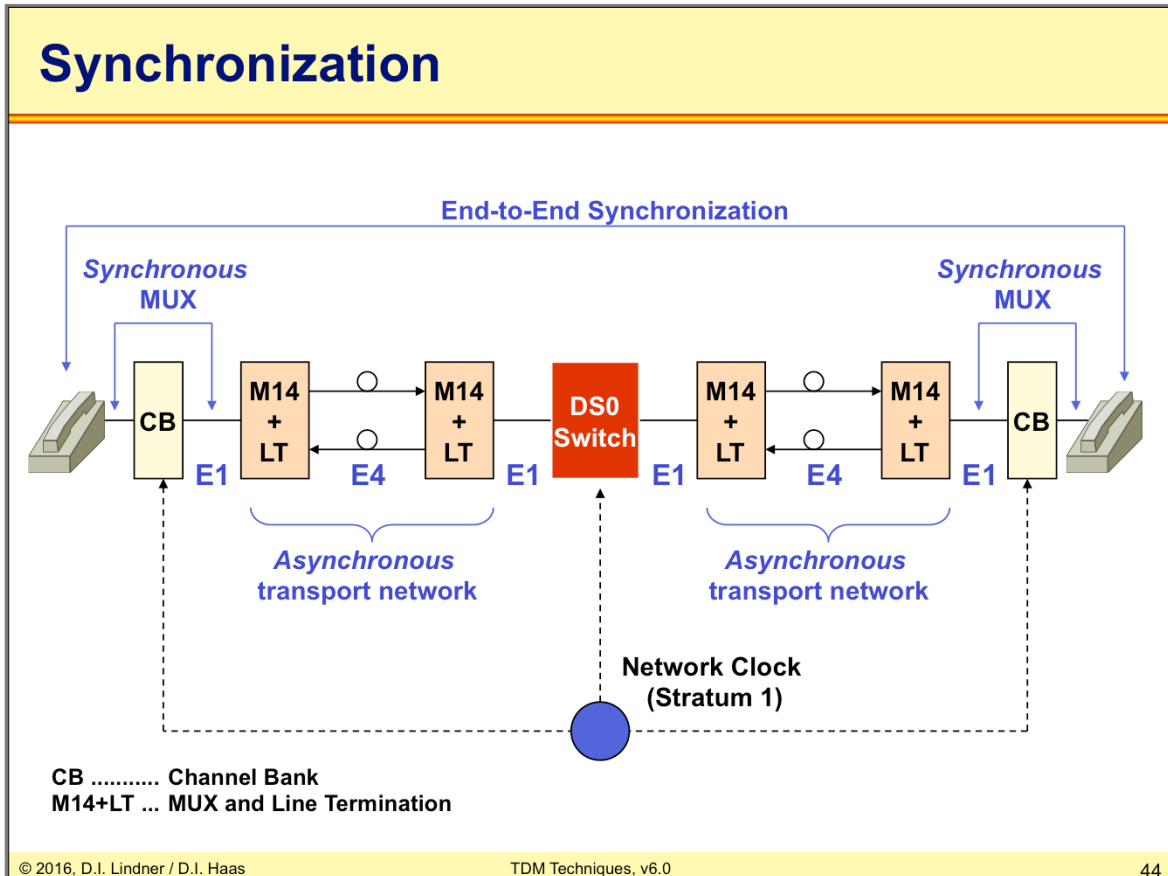 Synchronization
End-to-End Synchronization
Synchronous
MUX
Synchronous
MUX
CB
M14
+
LT
M14
+
LT
DS0
Switch
M14
+
LT
M14
+
LT
CB
E1
E4
E1
E1
E4
E1
Asynchronous
transport network
Asynchronous
transport network
Network Clock
(Stratum 1)
CB ........... Channel Bank
M14+LT ... MUX and Line Termination
© 2016, D.I. Lindner / D.I. Haas
TDM Techniques, v6.0
44